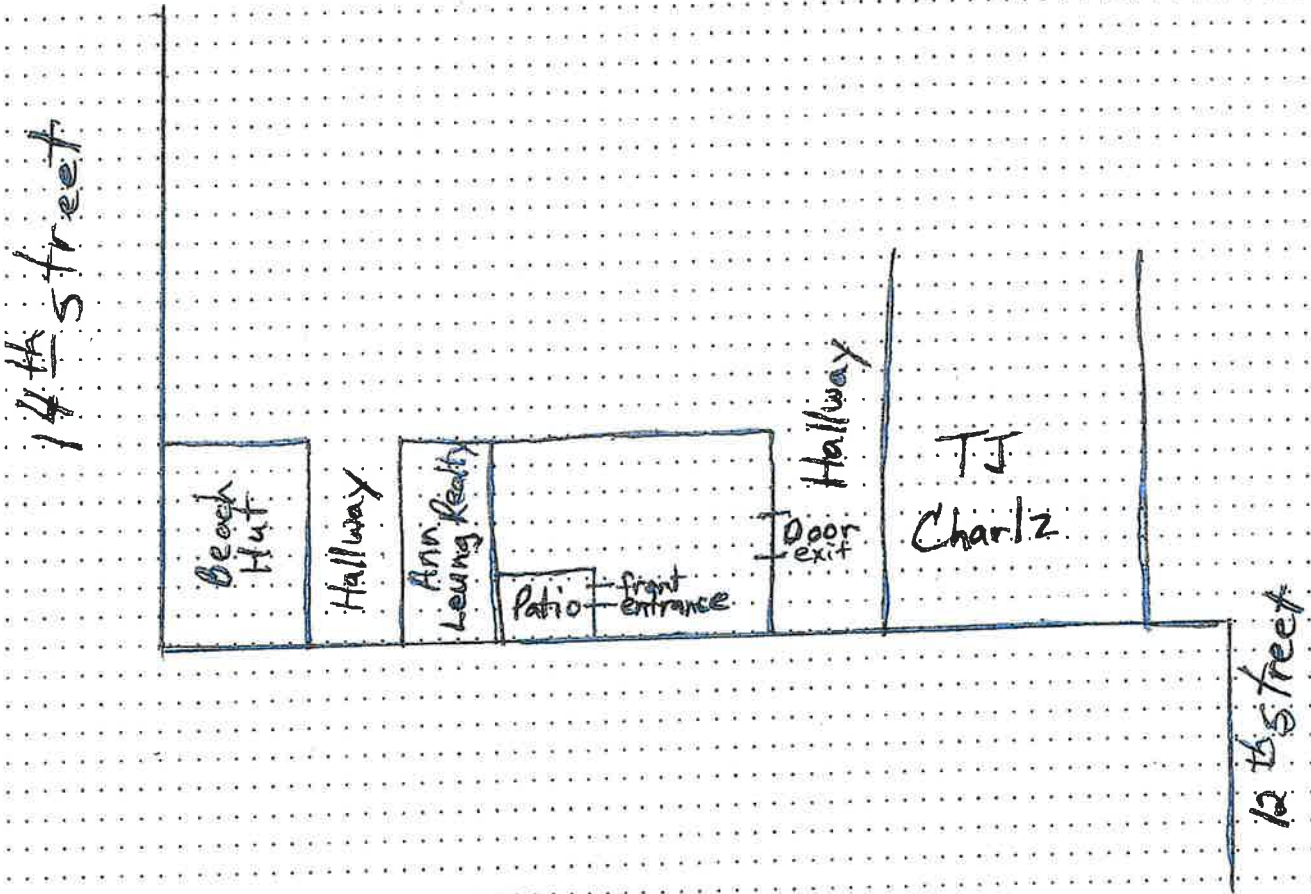 14th Street
Beach
Hut
Hallway
Ann
Leung Realty
Patio
front
entrance
Door
exit
Hallway
TJ
Charlz
12th Street